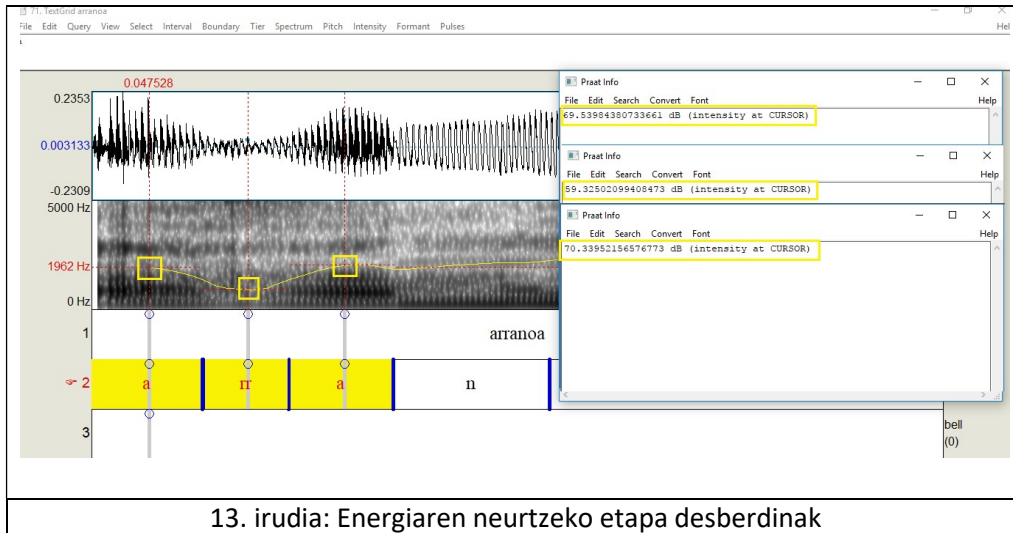 71. TextGrid arranoa
File Edit Query View Select Interval Boundary Tier Spectrum Pitch Intensity Formant Pulses Hel
0.047528
0.2353
0.003133
-0.2309
5000 Hz
1962 Hz
0 Hz
1
arranoa
2
a
rr
a
n
3
bell
(0)
Praat Info
File Edit Search Convert Font Help
69.53984380733661 dB (intensity at CURSOR)
Praat Info
File Edit Search Convert Font Help
59.32502099408473 dB (intensity at CURSOR)
Praat Info
File Edit Search Convert Font Help
70.33952156576773 dB (intensity at CURSOR)
13. irudia: Energiaren neurtzeko etapa desberdinak